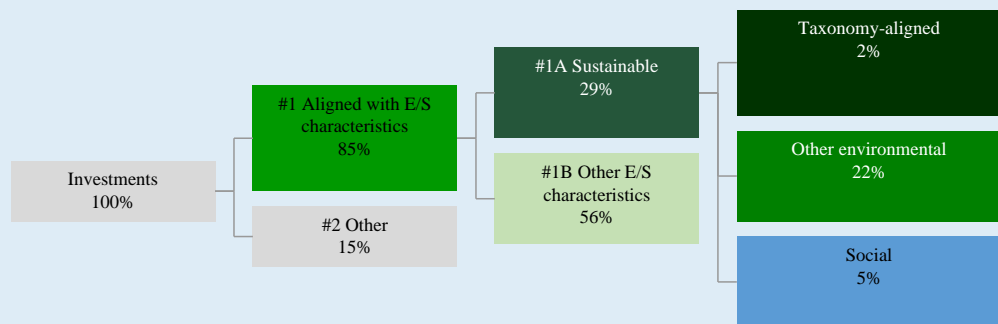 Investments
100%
#1 Aligned with E/S
characteristics
85%
#2 Other
15%
#1A Sustainable
29%
#1B Other E/S
characteristics
56%
Taxonomy-aligned
2%
Other environmental
22%
Social
5%